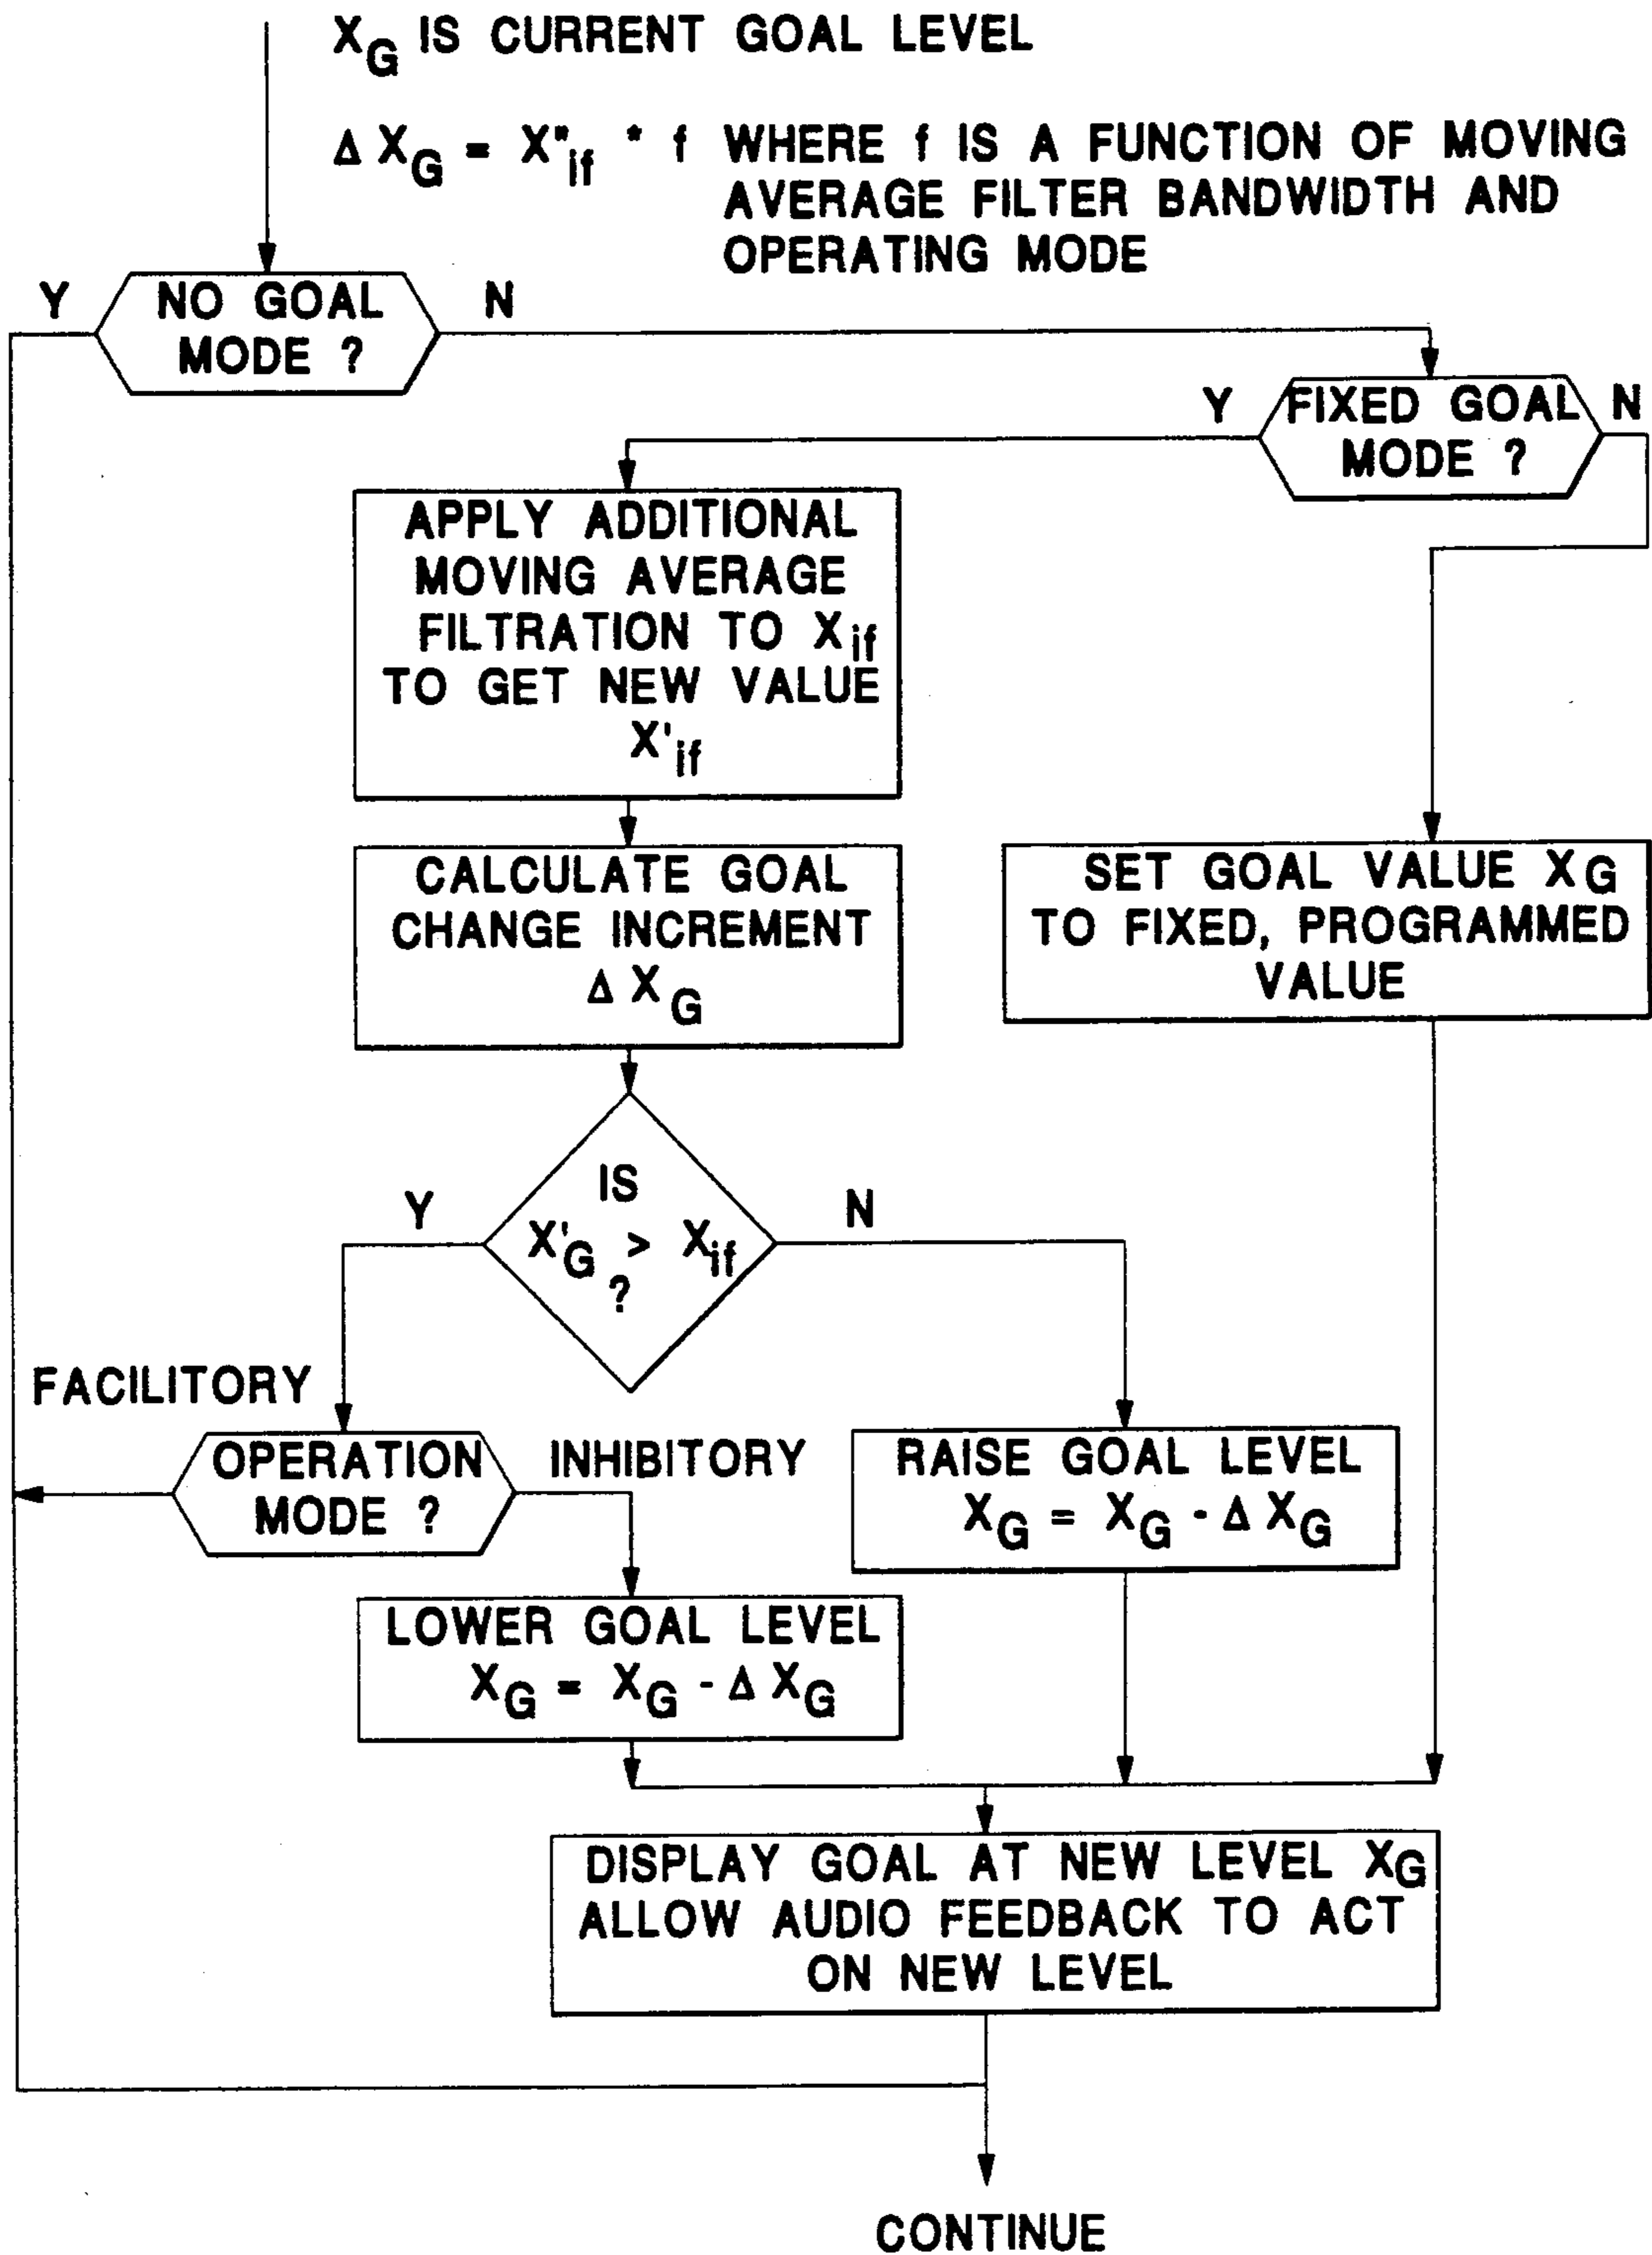 X_G IS CURRENT GOAL LEVEL
Δ X_G = X"_if * f WHERE f IS A FUNCTION OF MOVING
AVERAGE FILTER BANDWIDTH AND
OPERATING MODE
Y
NO GOAL
MODE ?
N
Y
FIXED GOAL
MODE ?
N
APPLY ADDITIONAL
MOVING AVERAGE
FILTRATION TO X_if
TO GET NEW VALUE
X'_if
CALCULATE GOAL
CHANGE INCREMENT
Δ X_G
SET GOAL VALUE X_G
TO FIXED, PROGRAMMED
VALUE
Y
IS
X'_G > X_if
?
N
FACILITORY
OPERATION
MODE ?
INHIBITORY
RAISE GOAL LEVEL
X_G = X_G - Δ X_G
LOWER GOAL LEVEL
X_G = X_G - Δ X_G
DISPLAY GOAL AT NEW LEVEL X_G
ALLOW AUDIO FEEDBACK TO ACT
ON NEW LEVEL
CONTINUE